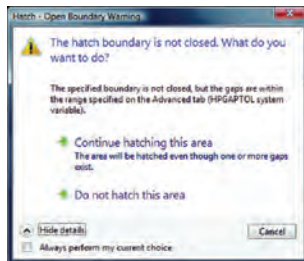 Hatch - Open Boundary Warning
The hatch boundary is not closed. What do you
want to do?
The specified boundary is not closed, but the gaps are within
the range specified on the Advanced tab (HPGAPTOL system
variable).
Continue hatching this area
The area will be hatched even though one or more gaps
exist.
Do not hatch this area
Hide details
Cancel
Always perform my current choice